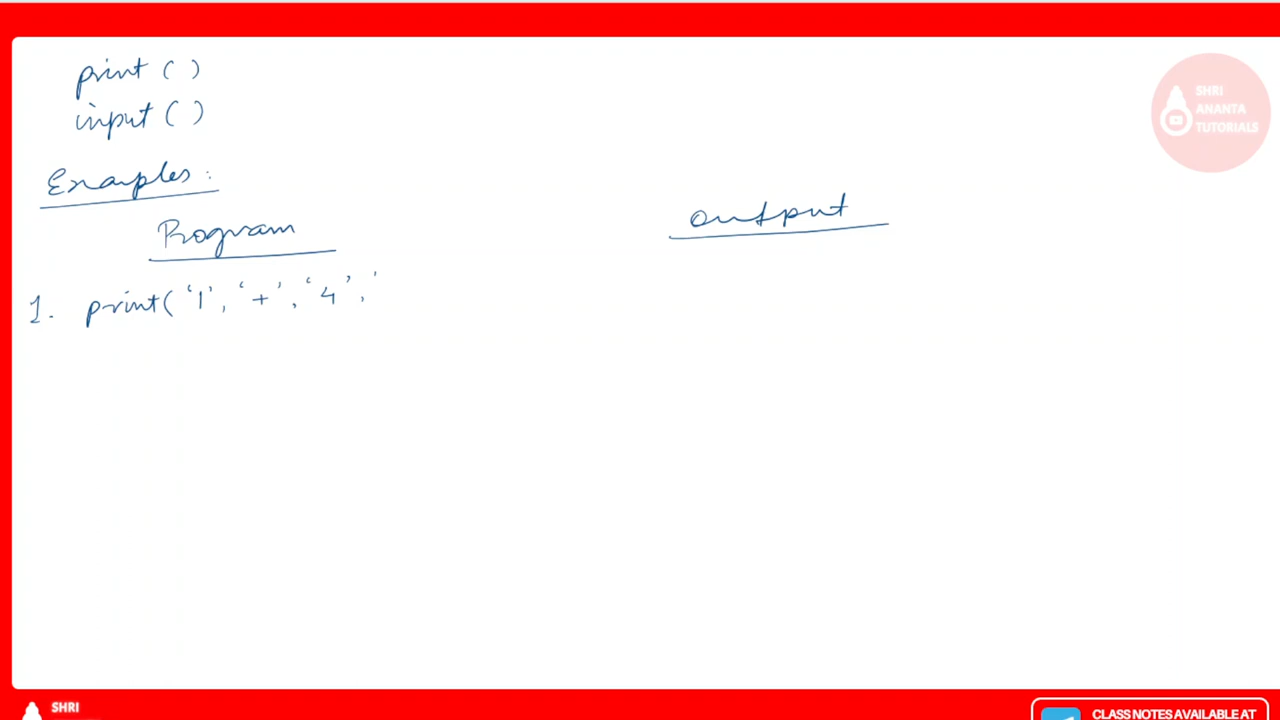 print ( )
input ( )
SHRI
ANANTA
TUTORIALS
Examples :
Program
output
1. print( '1', '+', '4', '
SHRI
CLASS NOTES AVAILABLE AT